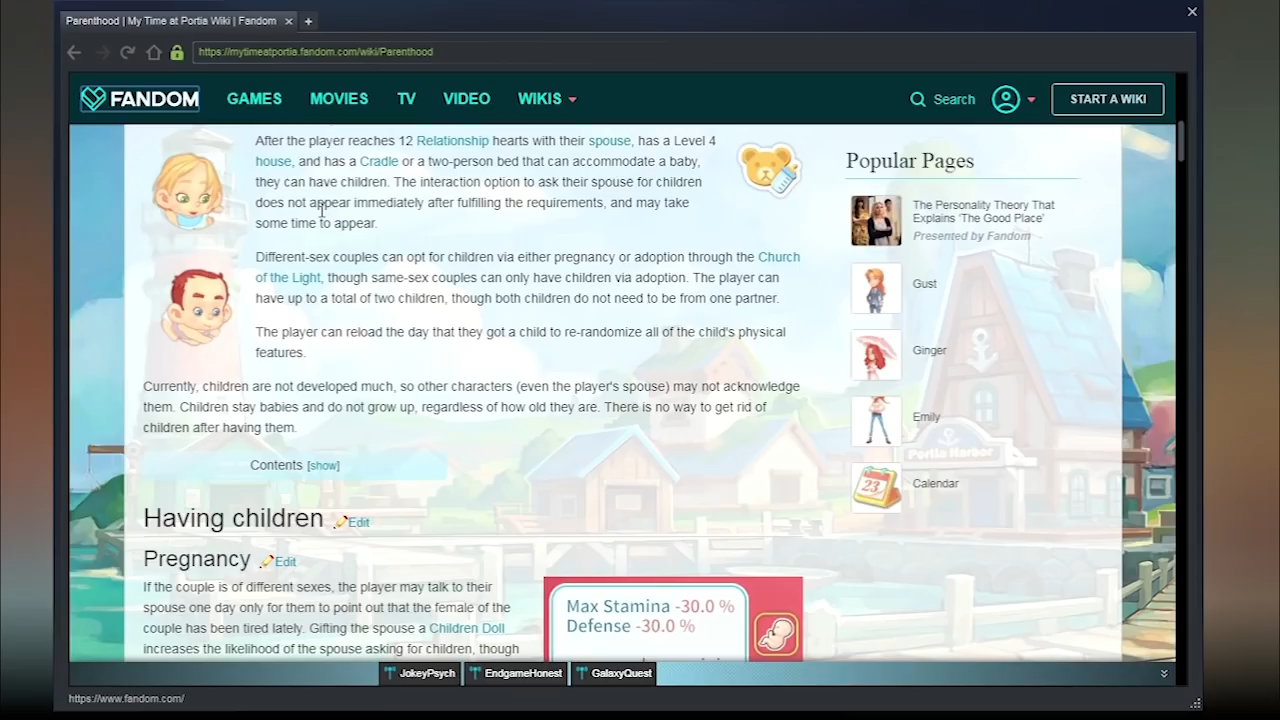 Parenthood | My Time at Portia Wiki | Fandom
https://mytimeatportia.fandom.com/wiki/Parenthood
FANDOM GAMES MOVIES TV VIDEO WIKIS Search START A WIKI
After the player reaches 12 Relationship hearts with their spouse, has a Level 4
house, and has a Cradle or a two-person bed that can accommodate a baby,
they can have children. The interaction option to ask their spouse for children
does not appear immediately after fulfilling the requirements, and may take
some time to appear.
Different-sex couples can opt for children via either pregnancy or adoption through the Church
of the Light, though same-sex couples can only have children via adoption. The player can
have up to a total of two children, though both children do not need to be from one partner.
The player can reload the day that they got a child to re-randomize all of the child's physical
features.
Currently, children are not developed much, so other characters (even the player's spouse) may not acknowledge
them. Children stay babies and do not grow up, regardless of how old they are. There is no way to get rid of
children after having them.
Contents [show]
Having children Edit
Pregnancy Edit
If the couple is of different sexes, the player may talk to their
spouse one day only for them to point out that the female of the
couple has been tired lately. Gifting the spouse a Children Doll
increases the likelihood of the spouse asking for children, though
Max Stamina -30.0 %
Defense -30.0 %
Popular Pages
The Personality Theory That
Explains 'The Good Place'
Presented by Fandom
Gust
Ginger
Emily
23
Calendar
Portia Harbor
JokeyPsych EndgameHonest GalaxyQuest
https://www.fandom.com/